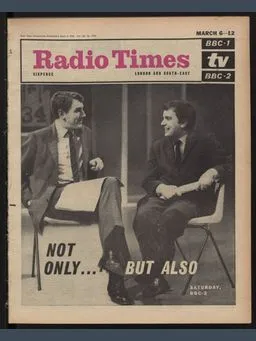 MARCH 6—12
Radio Times
BBC-1
tv
BBC-2
SIXPENCE
LONDON AND SOUTH-EAST
34
NOT
ONLY...
BUT ALSO
SATURDAY,
BBC-2